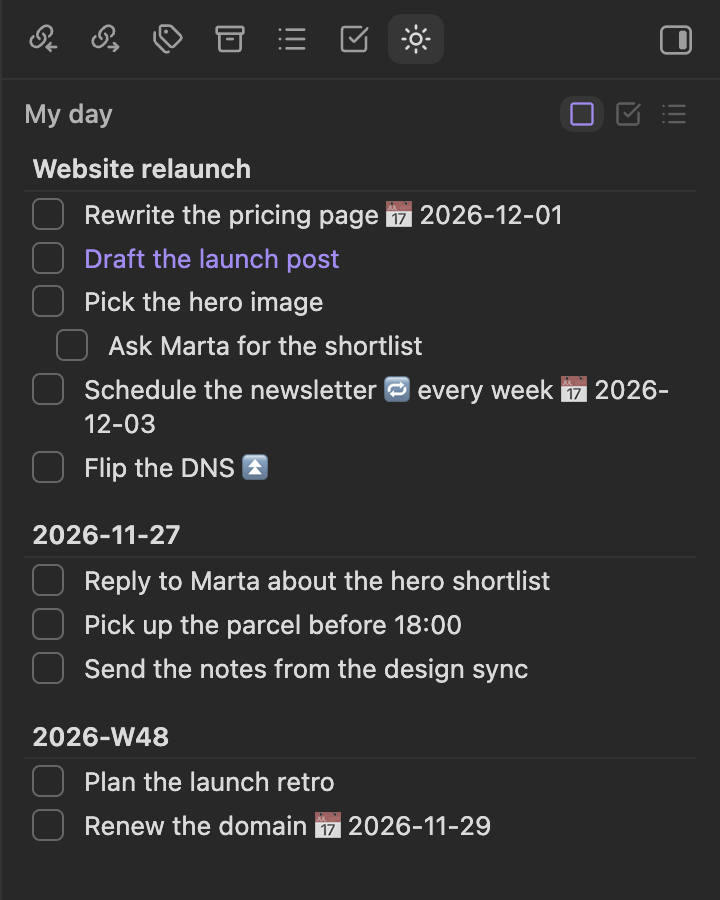 My day
Website relaunch
Rewrite the pricing page 📅 2026-12-01
Draft the launch post
Pick the hero image
Ask Marta for the shortlist
Schedule the newsletter 🔁 every week 📅 2026-
12-03
Flip the DNS ⏫
2026-11-27
Reply to Marta about the hero shortlist
Pick up the parcel before 18:00
Send the notes from the design sync
2026-W48
Plan the launch retro
Renew the domain 📅 2026-11-29